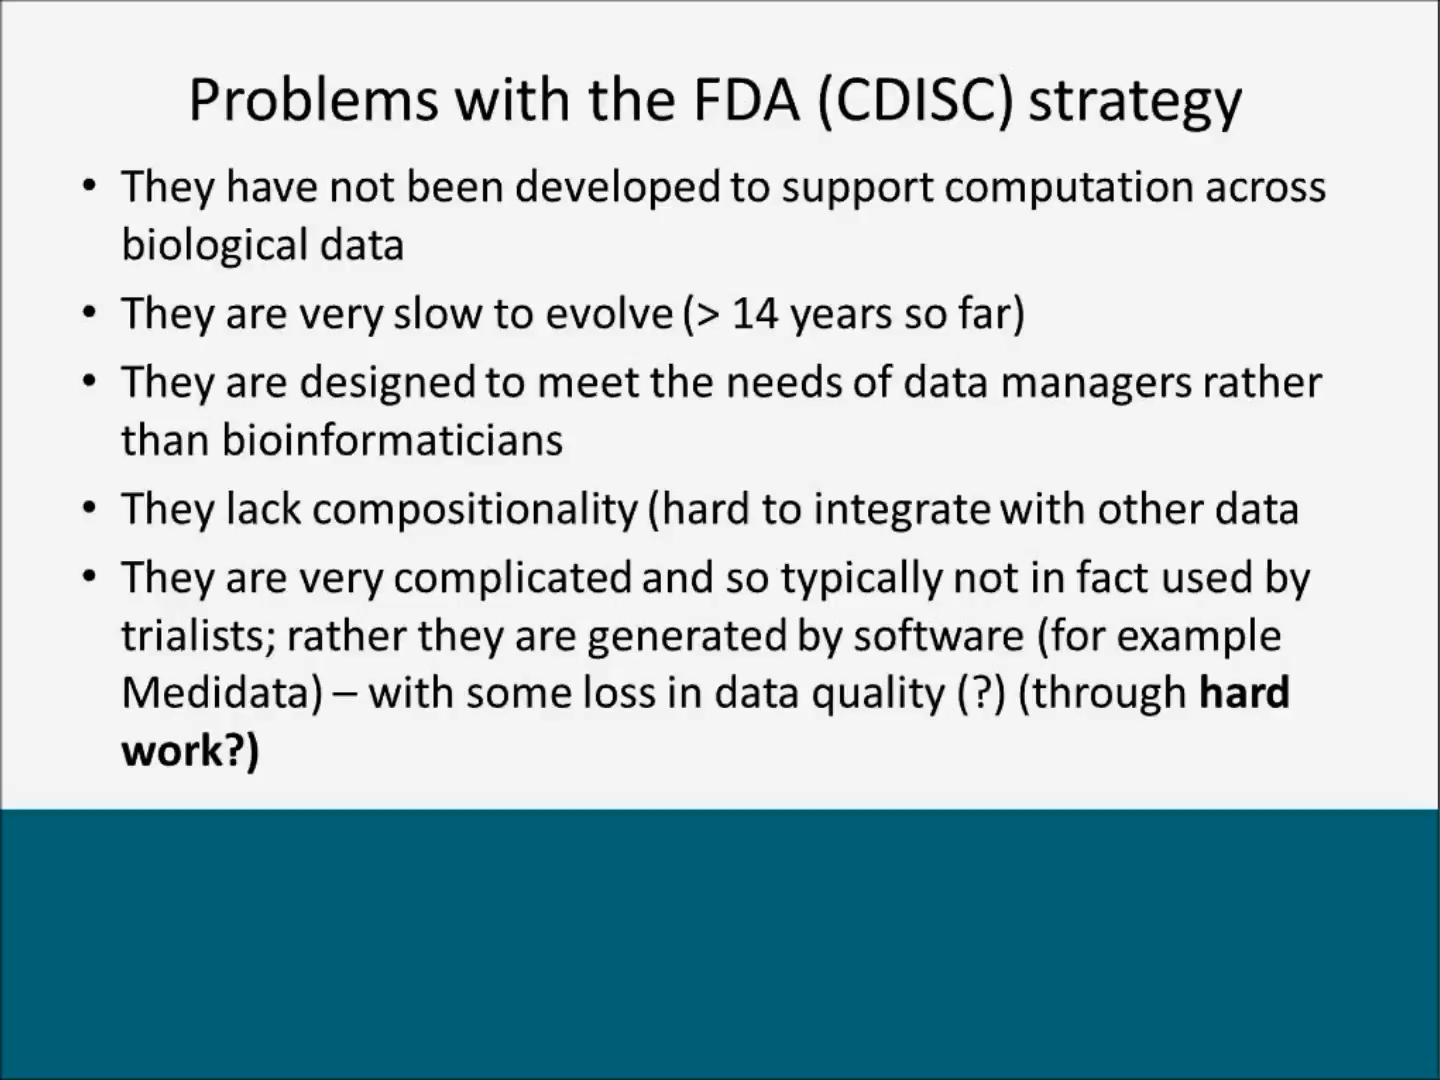 Problems with the FDA (CDISC) strategy
• They have not been developed to support computation across
biological data
• They are very slow to evolve (> 14 years so far)
• They are designed to meet the needs of data managers rather
than bioinformaticians
• They lack compositionality (hard to integrate with other data
• They are very complicated and so typically not in fact used by
trialists; rather they are generated by software (for example
Medidata) – with some loss in data quality (?) (through hard
work?)